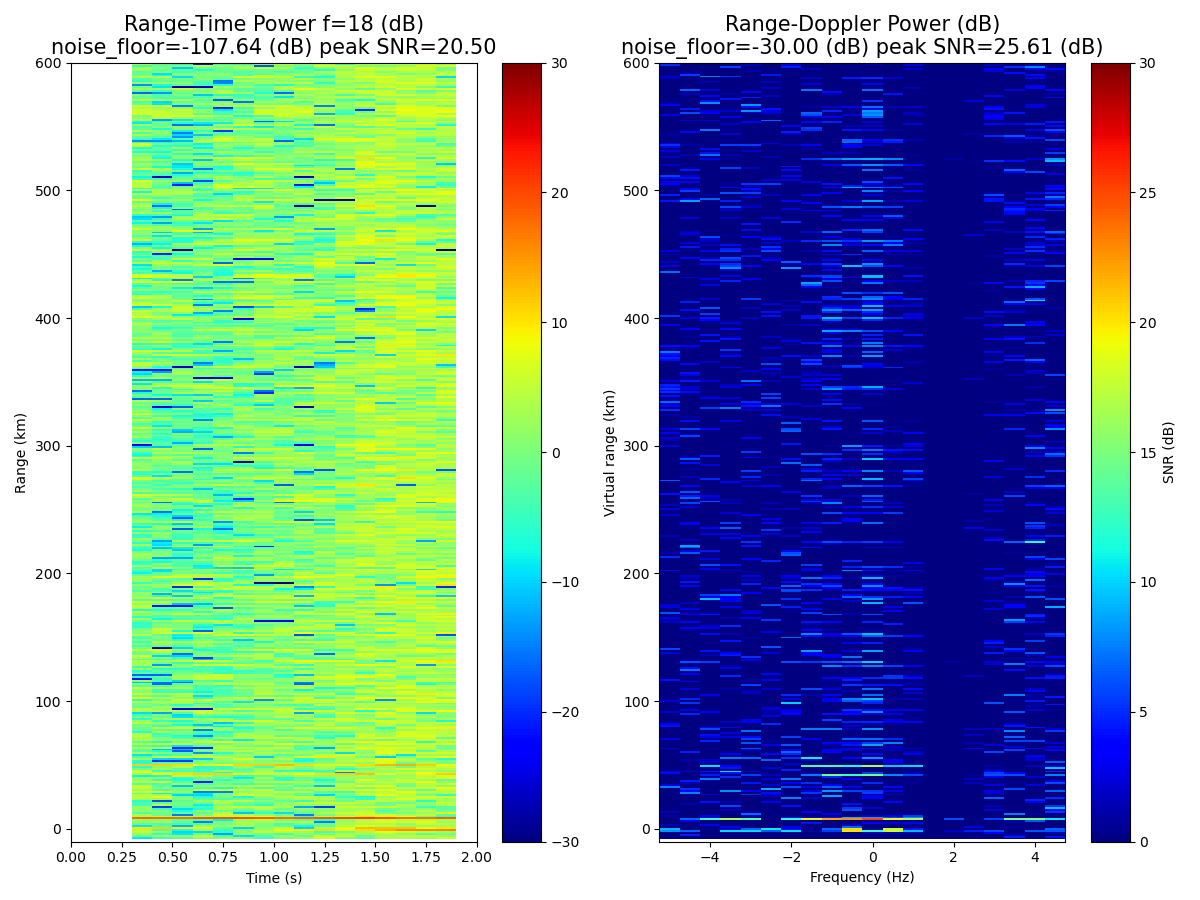 Range-Time Power f=18 (dB)
noise_floor=-107.64 (dB) peak SNR=20.50
600
500
400
300
200
100
0
Range (km)
0.00 0.25 0.50 0.75 1.00 1.25 1.50 1.75 2.00
Time (s)
30
20
10
0
−10
−20
−30
Range-Doppler Power (dB)
noise_floor=-30.00 (dB) peak SNR=25.61 (dB)
600
500
400
300
200
100
0
Virtual range (km)
−4 −2 0 2 4
Frequency (Hz)
30
25
20
15
10
5
0
SNR (dB)